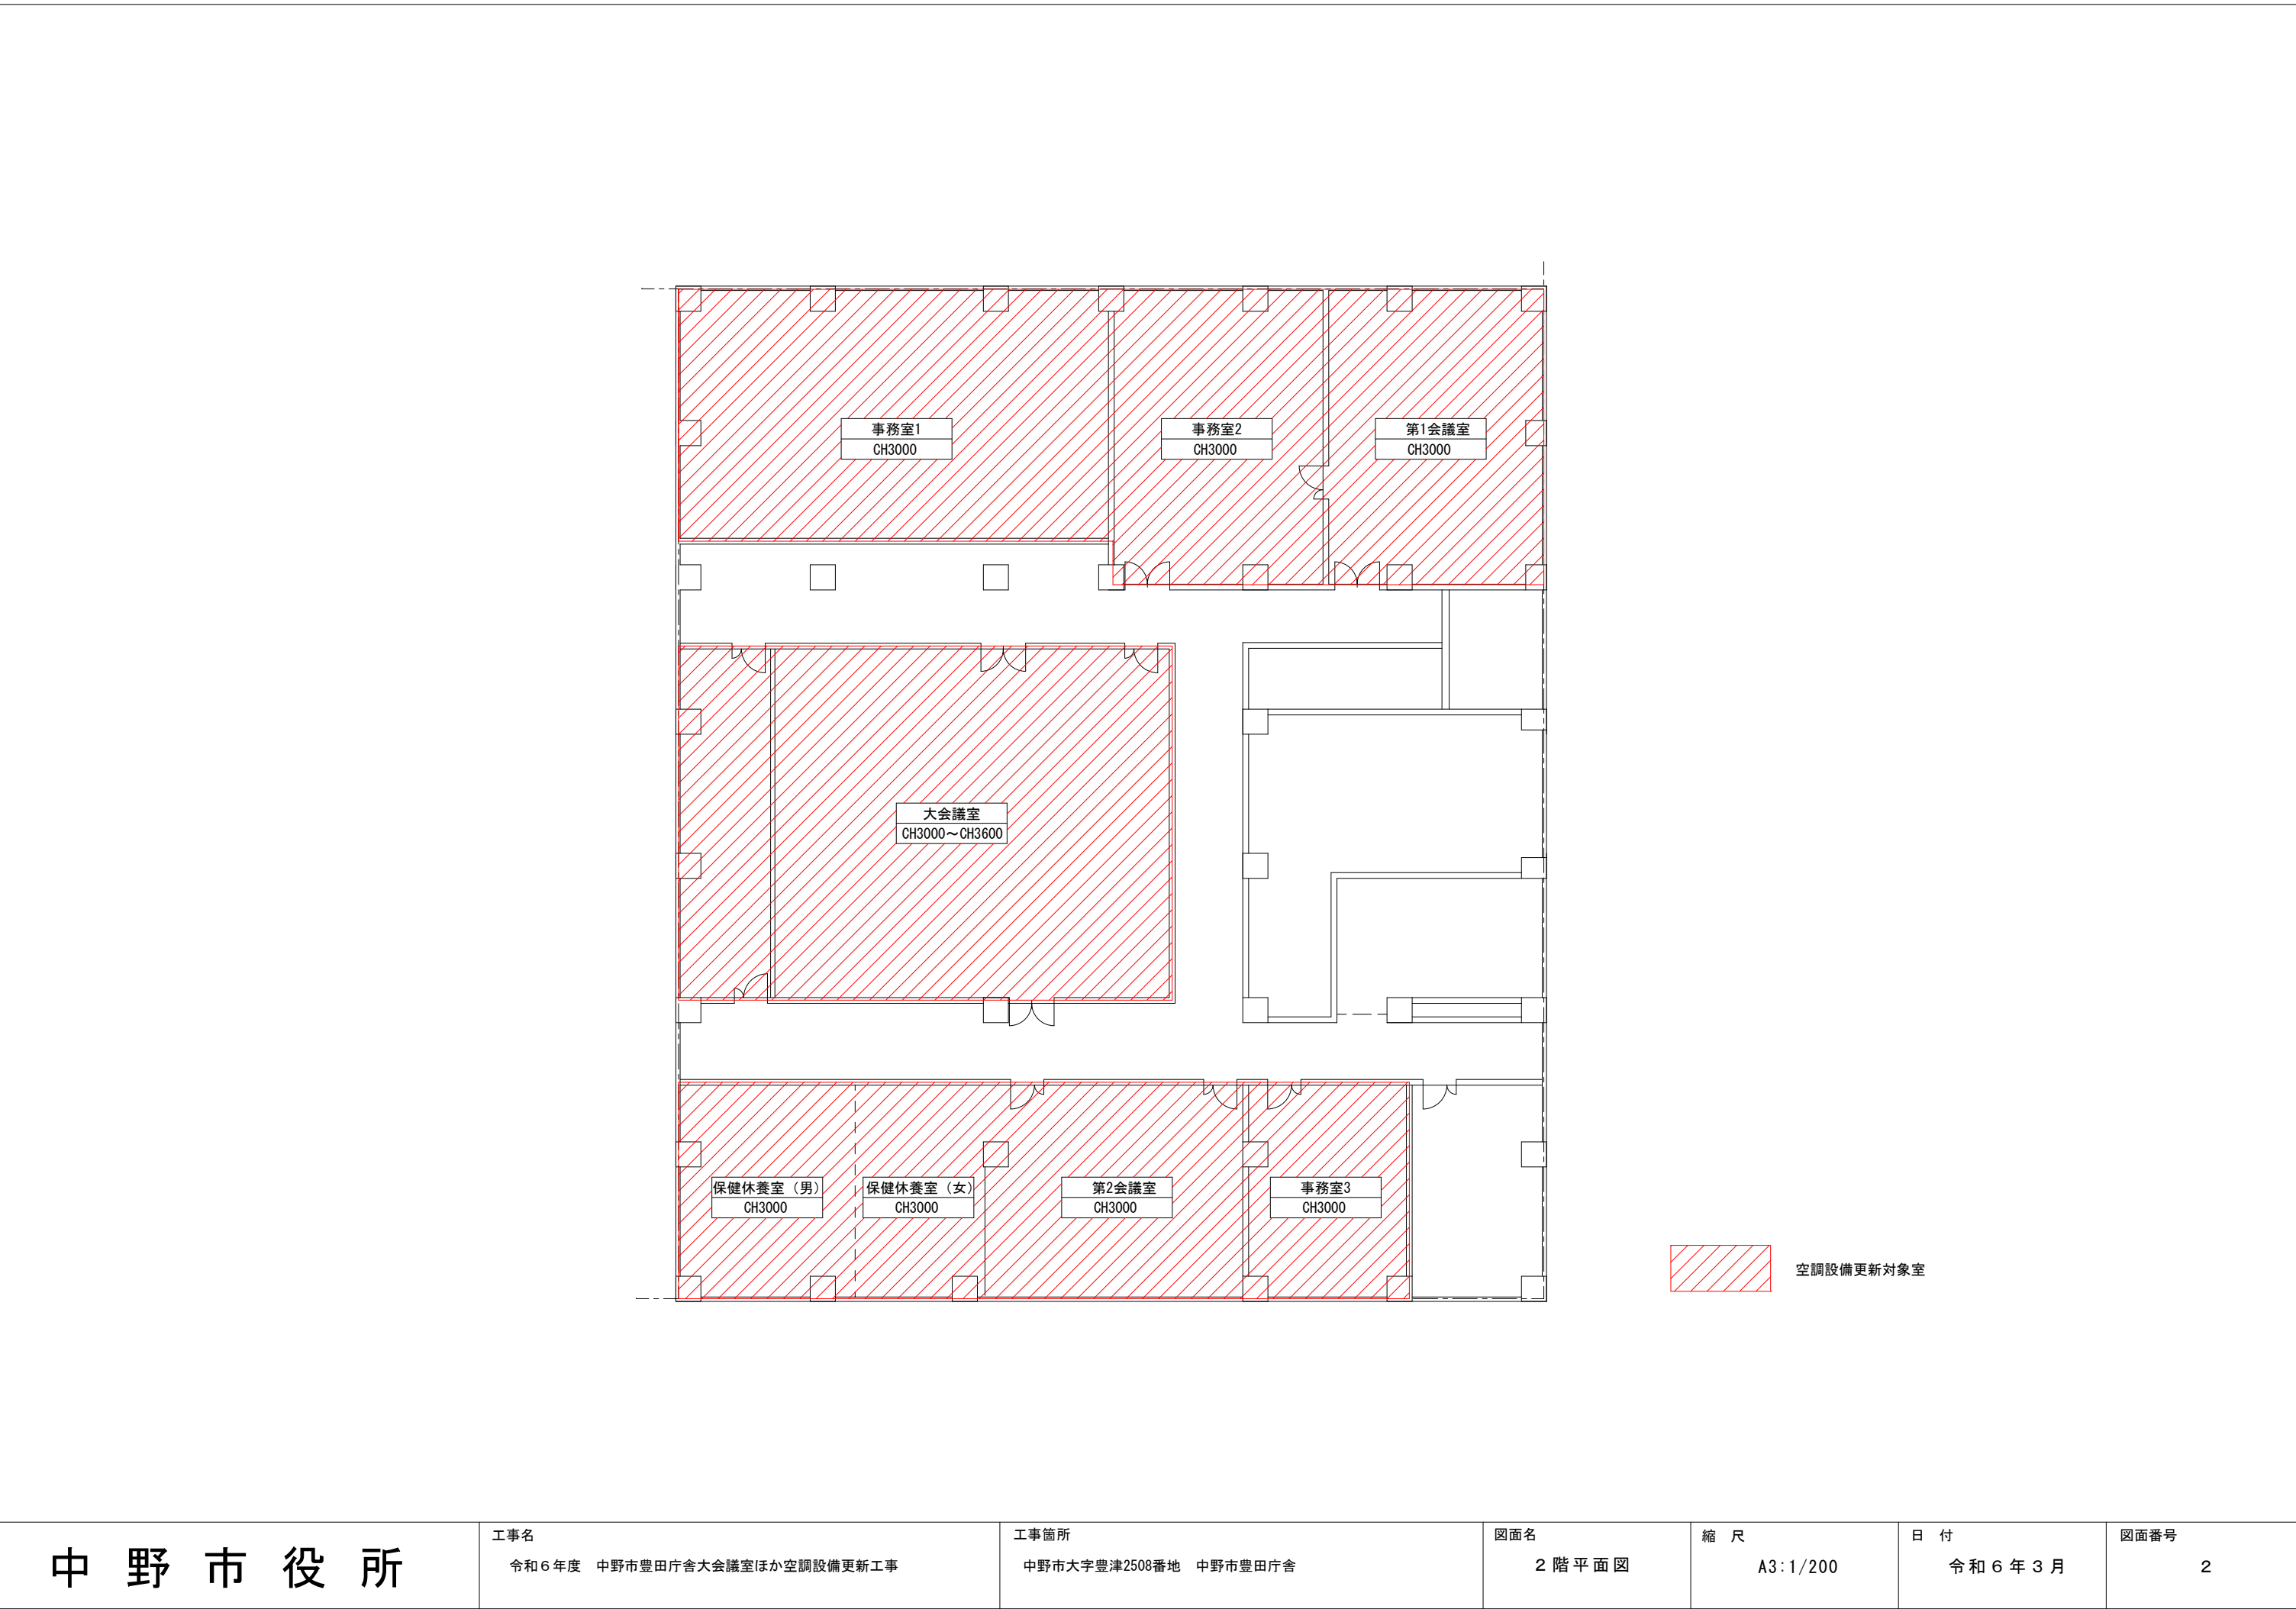 事務室1
CH3000
事務室2
CH3000
第1会議室
CH3000
大会議室
CH3000～CH3600
保健休養室（男）
CH3000
保健休養室（女）
CH3000
第2会議室
CH3000
事務室3
CH3000
空調設備更新対象室
中野市役所
工事名
令和６年度　中野市豊田庁舎大会議室ほか空調設備更新工事
工事箇所
中野市大字豊津2508番地　中野市豊田庁舎
図面名
２階平面図
縮　尺
A3:1/200
日　付
令和６年３月
図面番号
2